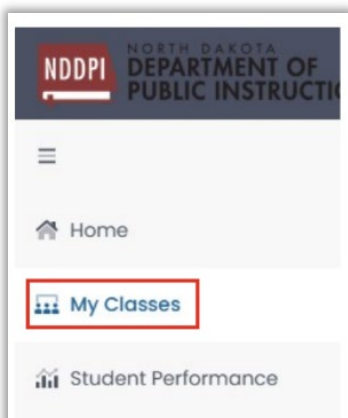 NDDPI
NORTH DAKOTA
DEPARTMENT OF
PUBLIC INSTRUCTI
Home
My Classes
Student Performance